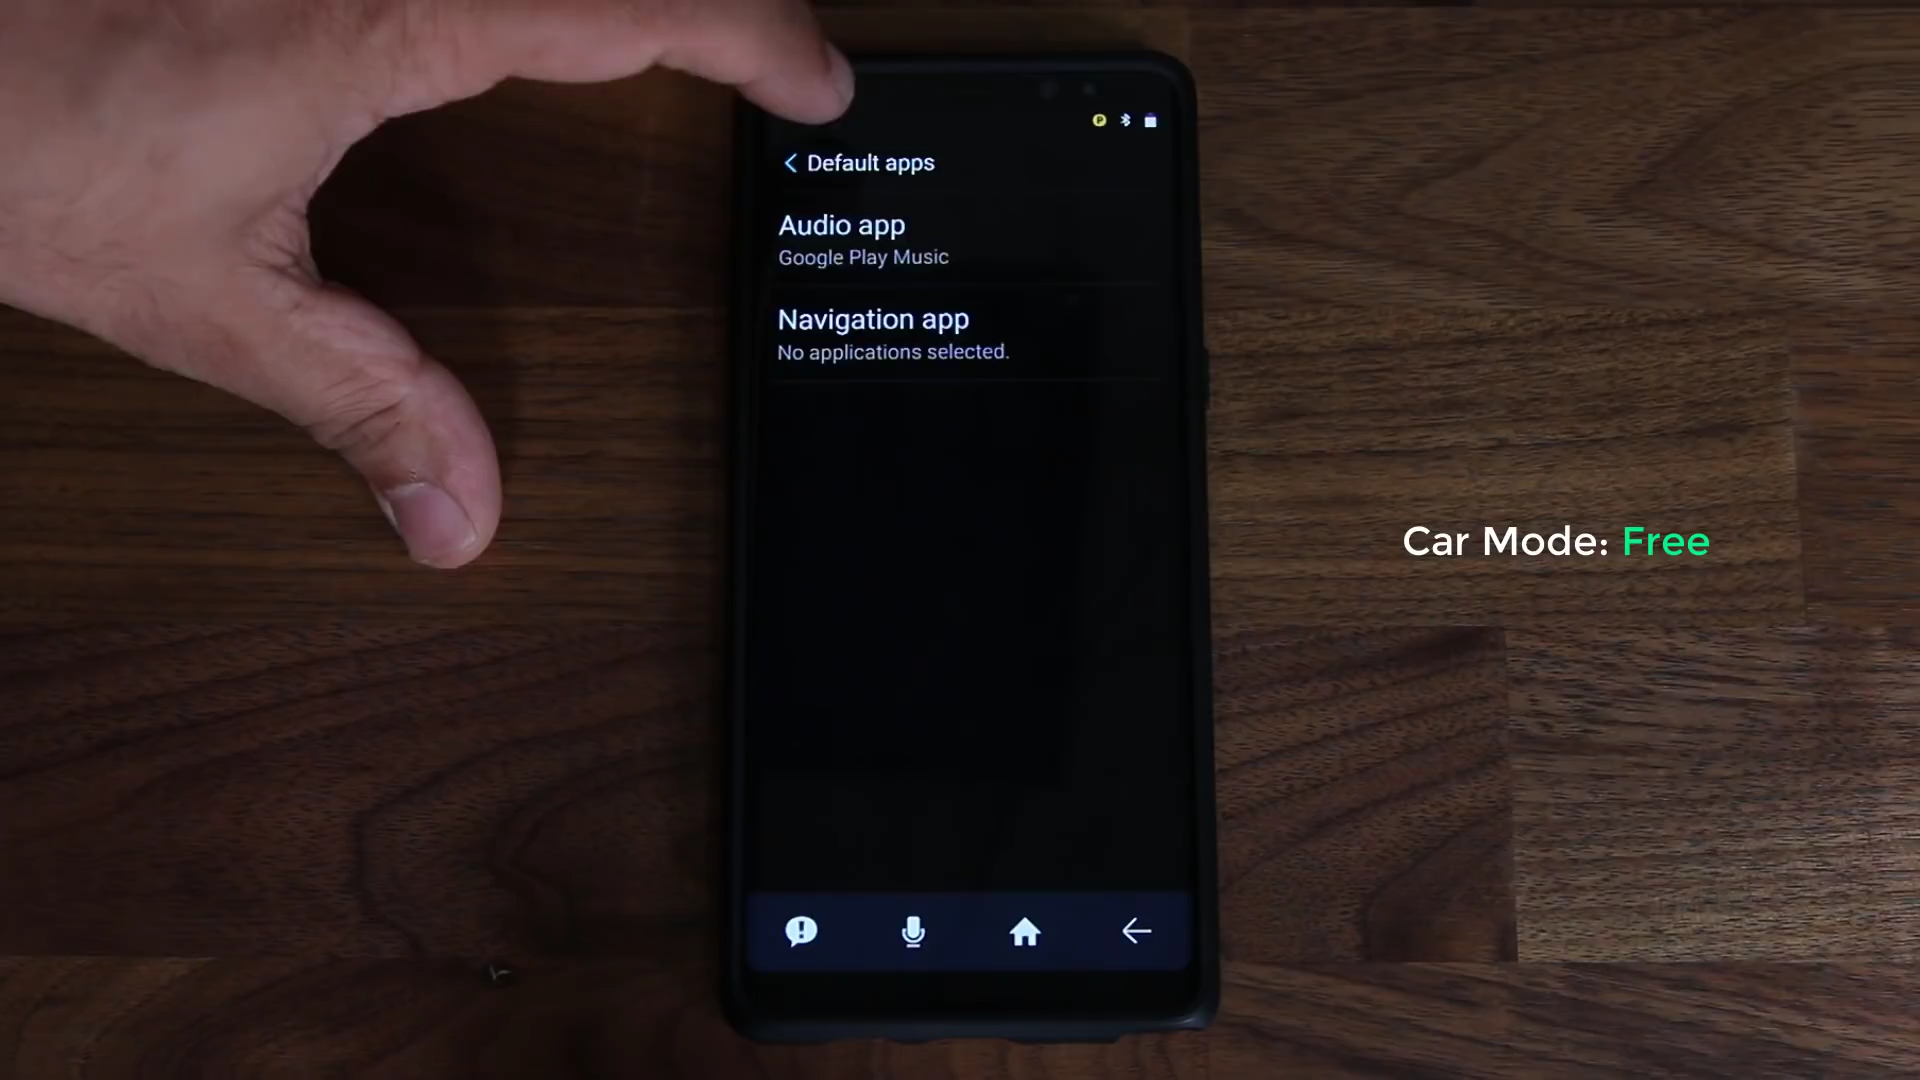 Default apps
Audio app
Google Play Music
Navigation app
No applications selected.
Car Mode: Free